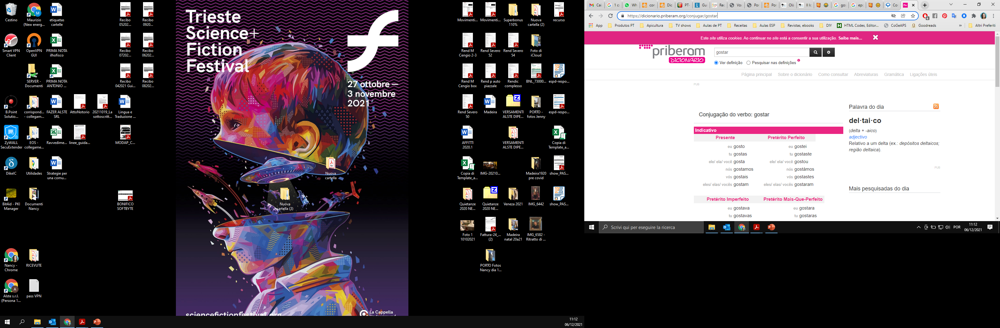 Cestino
Maurizio
(New energ...
etiquetas
cartelle
Recibo
05202...
Recibo
0920...
Smart VPN
Client
OpenVPN
GUI
PRIMA NOTA
ilhofisco
Recibo
07202...
Recibo
06202...
SERVER -
Documenti
PRIMA NOTA
ANTONIO ...
Recibo
042021 Gui...
Recibo
08202...
B.Point
Solutio...
corrispond...
- collegam...
FAZER ALSTE
SRL
AttoNotorio
20211019_La
sottoscritt...
Lingua e
Traduzione ...
ZyWALL
SecuExtender
EOS -
collegame...
Ravvedime...
linee_guida...
MODAP_C...
DikeIC
Utilidades
Strategie per
una comu...
Bit4id - PKI
Manager
Documenti
Nancy
BONIFICO
SOFTBYTE
Nancy -
Chrome
RICEVUTE
Alste s.r.l.
(Persona 1...
pass VPN
Trieste
Science+
Fiction
Festival
27 ottobre —
3 novembre
2021
Nuova
cartella
Nuova
cartella (3)
sciencefictionfestival.org
La Cappella
Underground
Movimenti...
Movimenti...
Superbonus
110%
Nuova
cartella (2)
recurso
Rend M
Cengio 2-3
Rend Severo
52
Rend Severo
54
Foto di
iCloud
Rend M
Cengio box
Rend p auto
piazzale
Rendic
complesso
BNL_73000...
espd-respo...
Rend Severo
50
Madeira
VERSAMENTI
ALSTE DIPE...
PORTO -
fotos Jenny
espd-respo...
AFFITTI
2020.1
VERSAMENTI
ALSTE DIPE...
Copia di
Template_a...
Copia di
Template_a...
IMG-20210...
Madeira1920
pre covid
show_PAS...
Quietanze
2020 NE...
Quietanze
2020 NE...
Veneza 2021
IMG_6442
show_PAS...
Foto 1
10102021
Fattura-24_...
(2)
Madeira
natal 20a21
IMG_6582 -
Ritratto di ...
PORTO Fotos
Nancy dia 1...
11:12
06/12/2021
https://dicionario.priberam.org/conjugar/gostar
App Produtos PT Apicultura TV shows Aulas de PT Receitas Aulas ESP Revistas, ebooks DIY HTML Codes, Editor... CoGeAPS Goodreads » Altri Preferiti
Este site utiliza cookies. Ao continuar no site está a consentir a sua utilização. Saiba mais...
priberam
DICIONÁRIO
gostar
Ver definição Pesquisar nas definições
Página principal Sobre o dicionário Como consultar Abreviaturas Gramática Ligações úteis
PUB
Conjugação do verbo: gostar
Indicativo
Presente Pretérito Perfeito
eu gosto eu gostei
tu gostas tu gostaste
ele/ ela/ você gosta ele/ ela/ você gostou
nós gostamos nós gostámos
vós gostais vós gostastes
eles/ elas/ vocês gostam eles/ elas/ vocês gostaram
Pretérito Imperfeito Pretérito Mais-Que-Perfeito
eu gostava eu gostara
tu gostavas tu gostaras
Palavra do dia
del·tai·co
(delta + -aico)
adjectivo
Relativo a um delta (ex.: depósitos deltaicos;
região deltaica).
PUB
Mais pesquisadas do dia
Scrivi qui per eseguire la ricerca
POR
11:12
06/12/2021